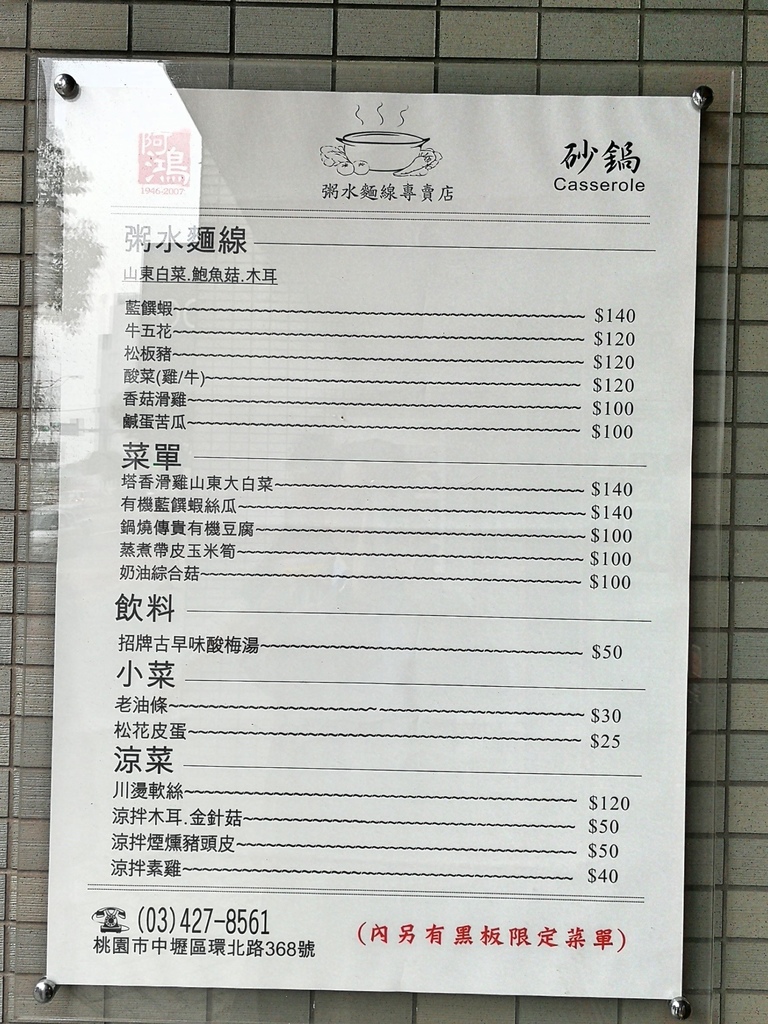 阿鴻
1946-2007
粥水麵線專賣店
砂鍋
Casserole
粥水麵線
山東白菜.鮑魚菇.木耳
藍饌蝦 $140
牛五花 $120
松板豬 $120
酸菜(雞/牛) $120
香菇滑雞 $100
鹹蛋苦瓜 $100
菜單
塔香滑雞山東大白菜 $140
有機藍饌蝦絲瓜 $140
鍋燒傳貴有機豆腐 $100
蒸煮帶皮玉米筍 $100
奶油綜合菇 $100
飲料
招牌古早味酸梅湯 $50
小菜
老油條 $30
松花皮蛋 $25
涼菜
川燙軟絲 $120
涼拌木耳.金針菇 $50
涼拌煙燻豬頭皮 $50
涼拌素雞 $40
(03)427-8561
桃園市中壢區環北路368號
(內另有黑板限定菜單)